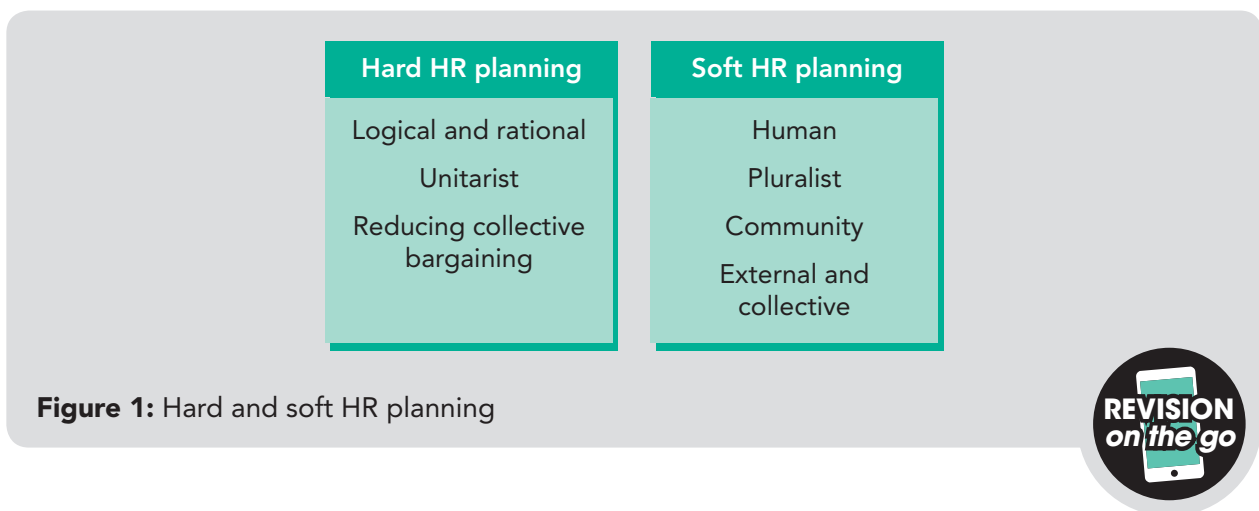 Hard HR planning
Logical and rational
Unitarist
Reducing collective
bargaining
Soft HR planning
Human
Pluralist
Community
External and
collective
Figure 1: Hard and soft HR planning
REVISION
on the go